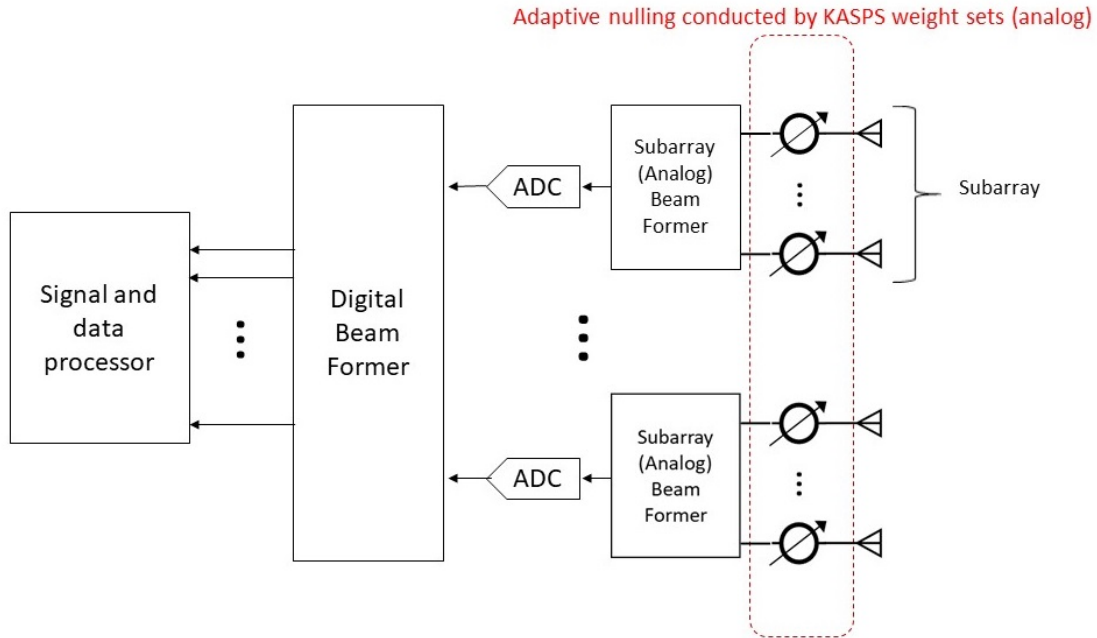 Adaptive nulling conducted by KASPS weight sets (analog)
Subarray
(Analog)
Beam
Former
ADC
Subarray
Signal and
data
processor
Digital
Beam
Former
Subarray
(Analog)
Beam
Former
ADC